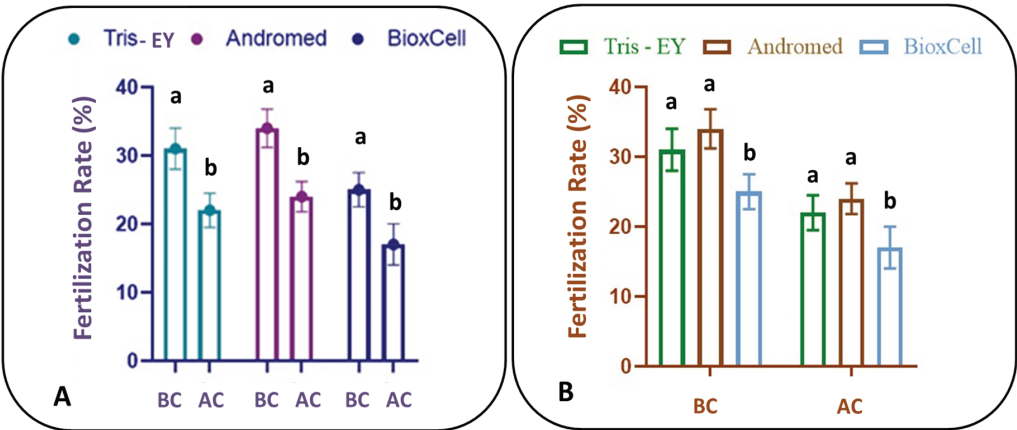 Tris- EY Andromed BioxCell
Fertilization Rate (%)
40
30
20
10
0
a b a b a b
BC AC BC AC BC AC
A
Tris - EY Andromed BioxCell
Fertilization Rate (%)
40
30
20
10
0
a a b a a b
BC AC
B